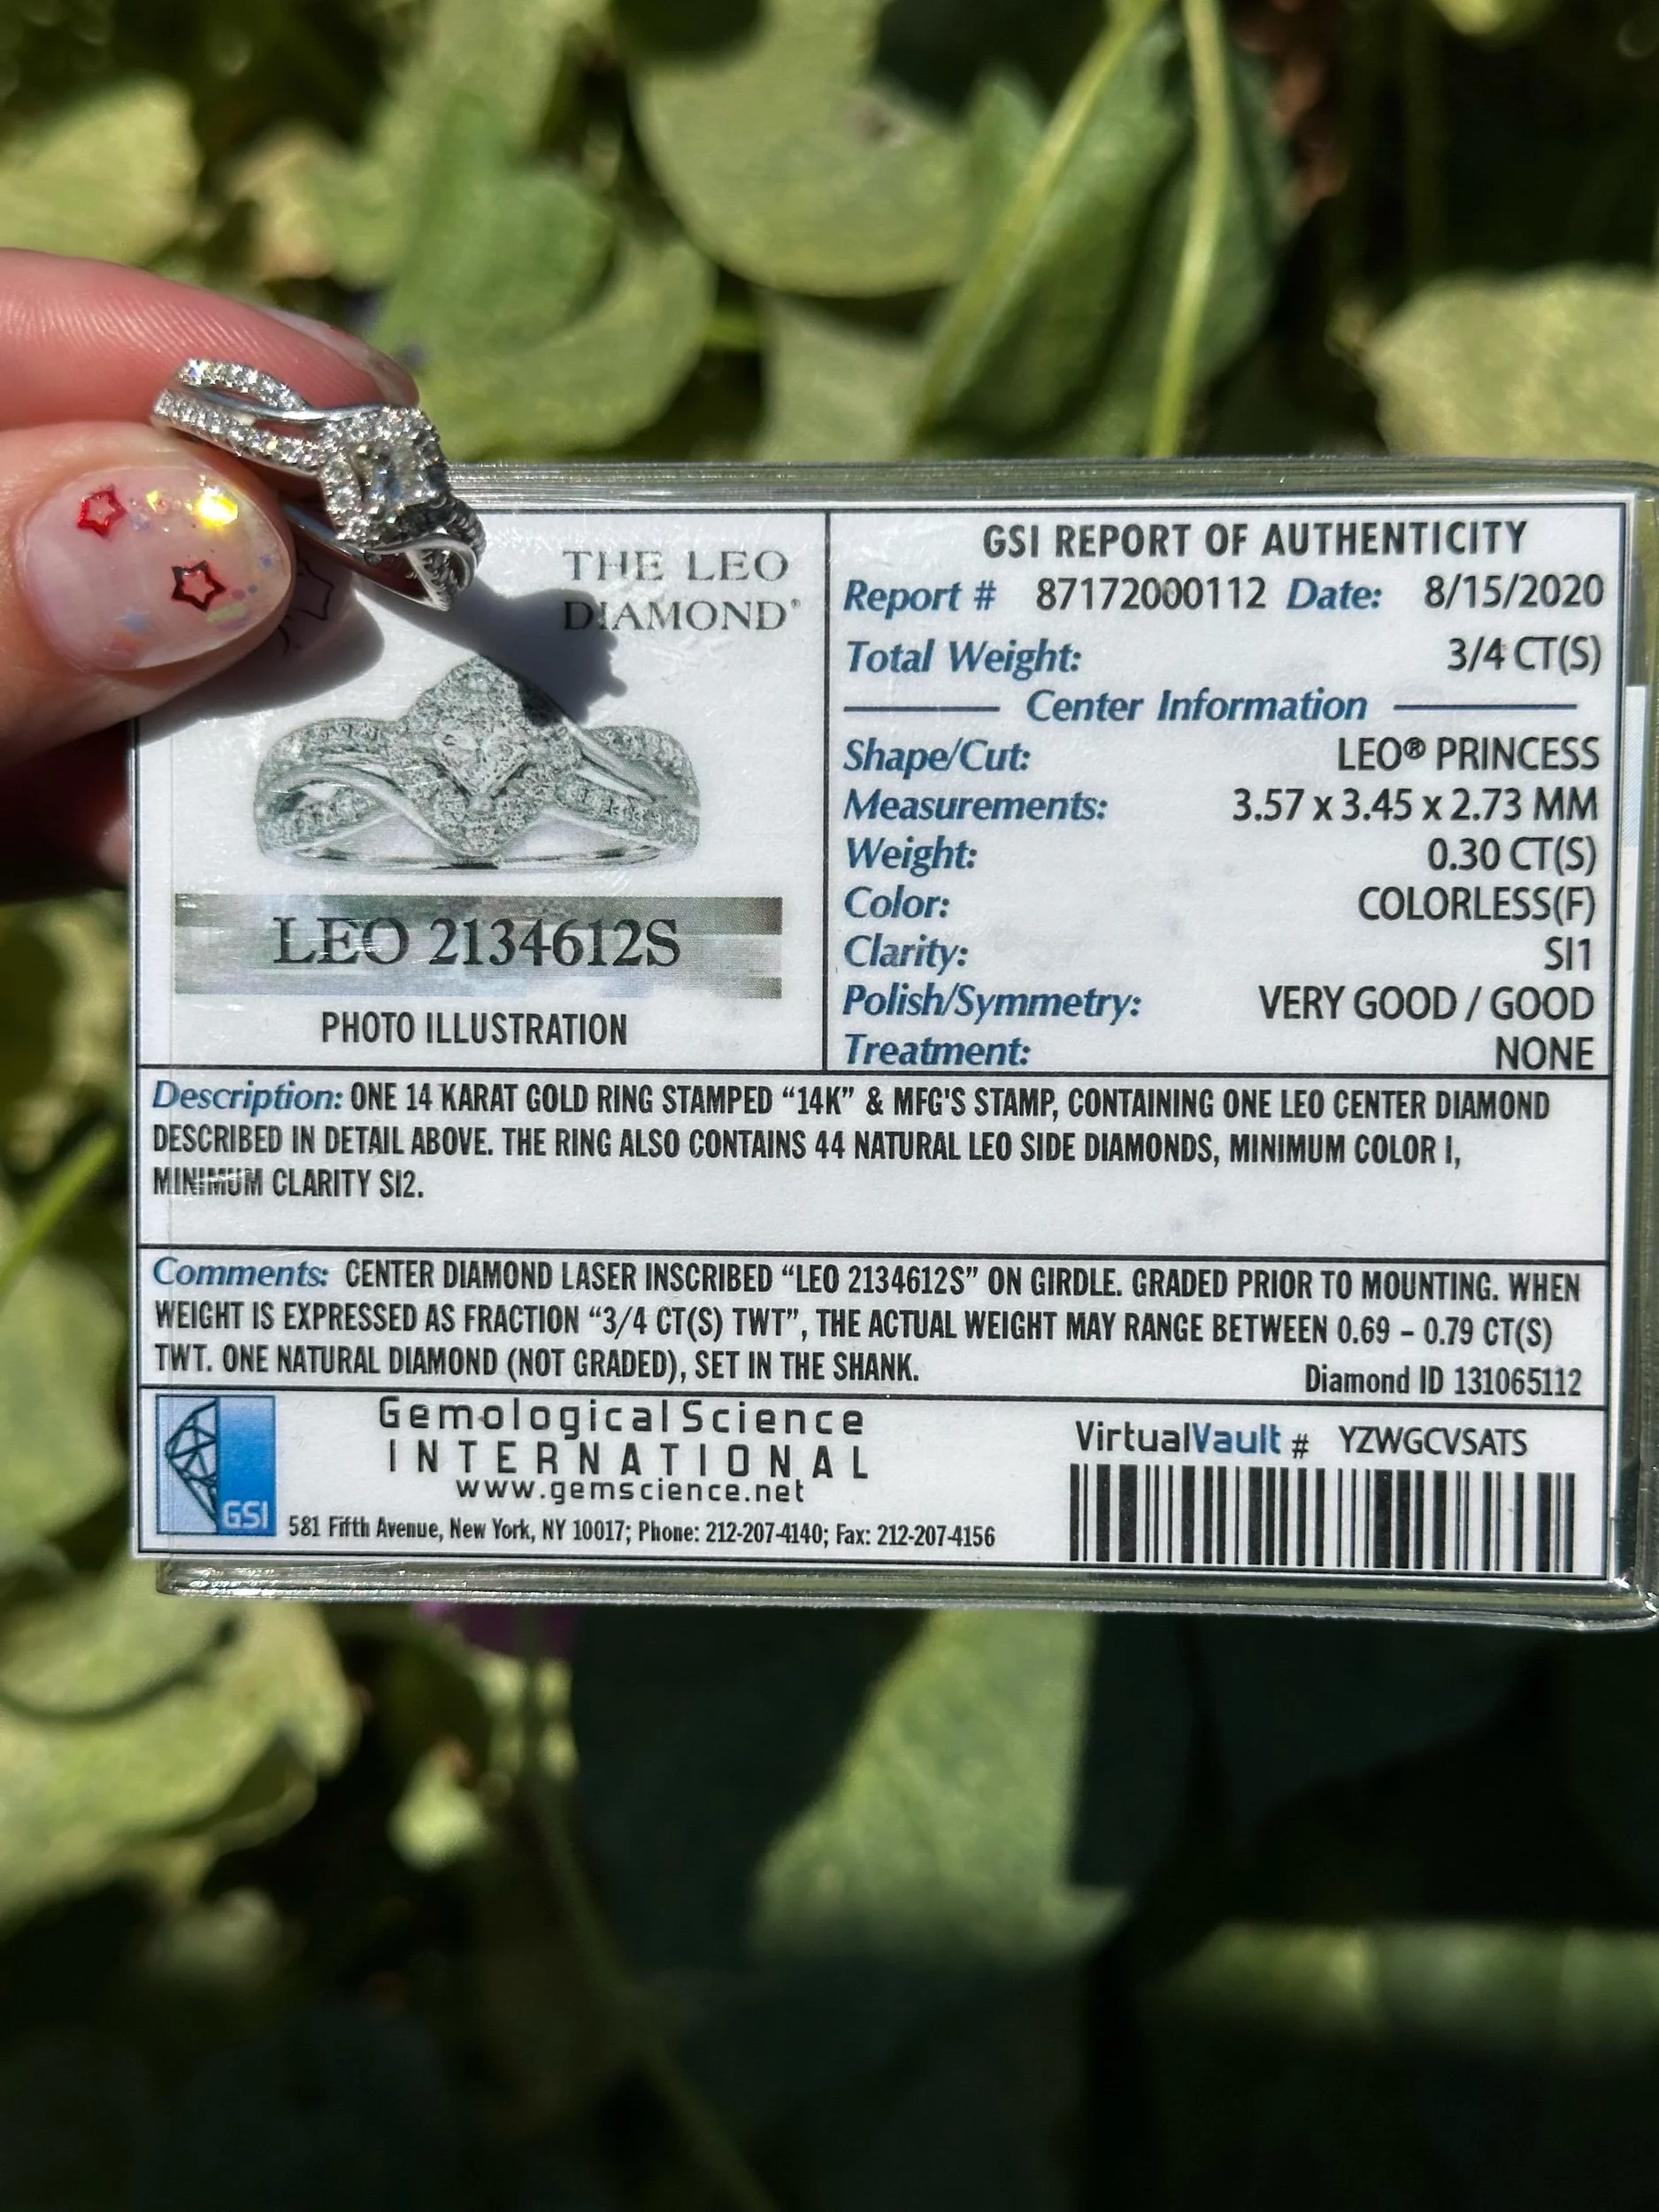 THE LEO
DIAMOND®
LEO 2134612S
PHOTO ILLUSTRATION
GSI REPORT OF AUTHENTICITY
Report # 87172000112 Date: 8/15/2020
Total Weight: 3/4 CT(S)
Center Information
Shape/Cut: LEO® PRINCESS
Measurements: 3.57 x 3.45 x 2.73 MM
Weight: 0.30 CT(S)
Color: COLORLESS(F)
Clarity: SI1
Polish/Symmetry: VERY GOOD / GOOD
Treatment: NONE
Description: ONE 14 KARAT GOLD RING STAMPED “14K” & MFG'S STAMP, CONTAINING ONE LEO CENTER DIAMOND
DESCRIBED IN DETAIL ABOVE. THE RING ALSO CONTAINS 44 NATURAL LEO SIDE DIAMONDS, MINIMUM COLOR I,
MINIMUM CLARITY SI2.
Comments: CENTER DIAMOND LASER INSCRIBED “LEO 2134612S” ON GIRDLE. GRADED PRIOR TO MOUNTING. WHEN
WEIGHT IS EXPRESSED AS FRACTION “3/4 CT(S) TWT”, THE ACTUAL WEIGHT MAY RANGE BETWEEN 0.69 – 0.79 CT(S)
TWT. ONE NATURAL DIAMOND (NOT GRADED), SET IN THE SHANK.
Diamond ID 131065112
GSI
Gemological Science
INTERNATIONAL
www.gemscience.net
581 Fifth Avenue, New York, NY 10017; Phone: 212-207-4140; Fax: 212-207-4156
VirtualVault # YZWGCVSATS